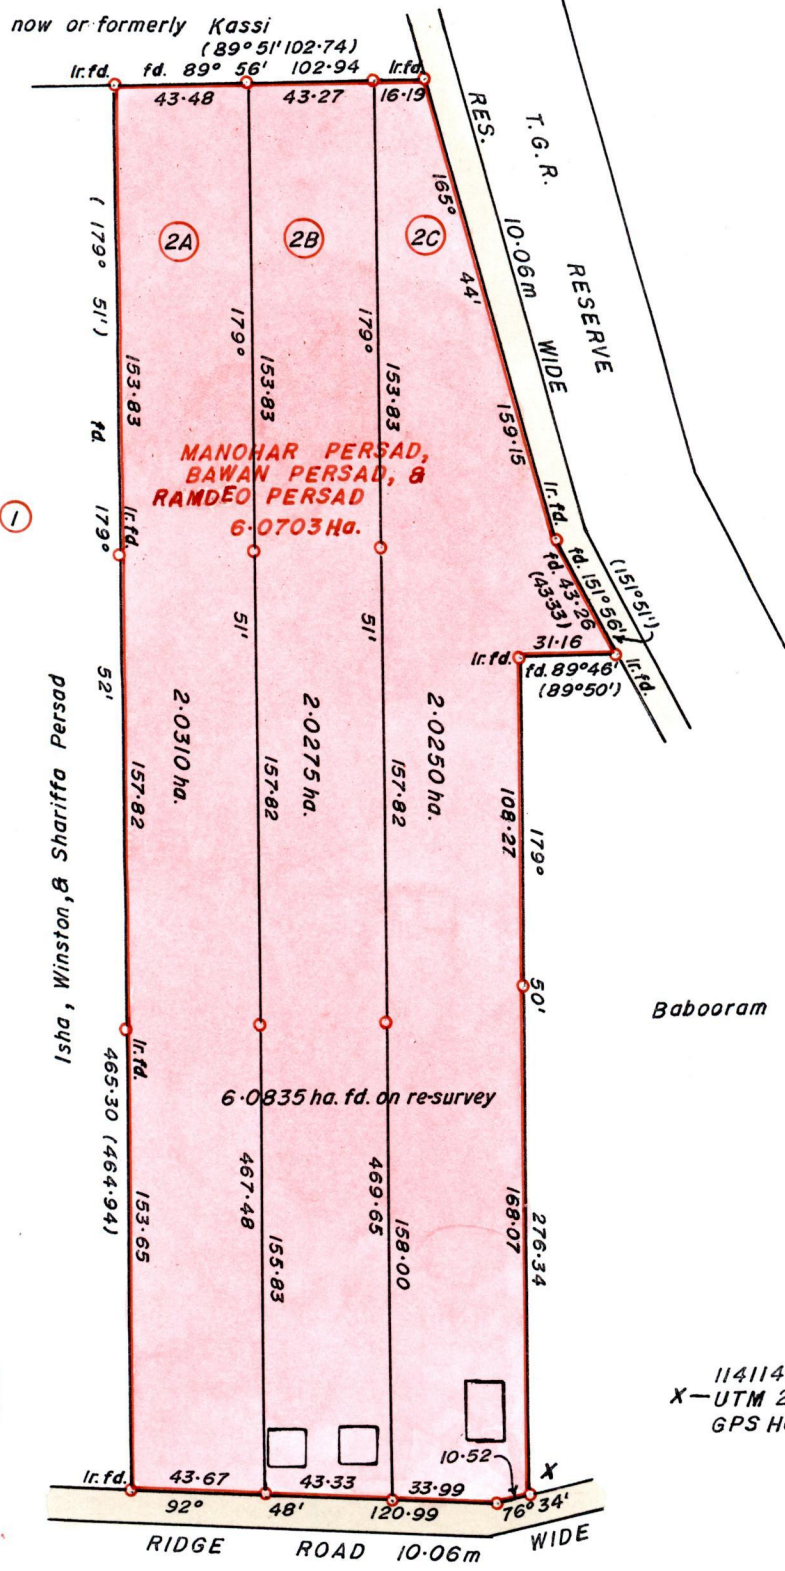 now or formerly Kassi
(89° 51' 102·74)
Ir.fd. fd. 89° 56' 102·94 Ir.fd.
43·48 43·27 16·19
RES. 10·06m WIDE
T.G.R. RESERVE
165° 44' 159·15
2A
2B
2C
(179° 51') fd. 179° 52'
153·83
179° 51'
153·83
179° 51'
153·83
MANOHAR PERSAD,
BAWAN PERSAD, &
RAMDEO PERSAD
6·0703 Ha.
1
Ir.fd.
Ir.fd.
fd. 151° 56'
(151° 51')
fd. 43·26
(43·33)
31·16
Ir.fd.
fd. 89° 46'
(89° 50')
Ir.fd.
Isha, Winston, & Shariffa Persad
2·0310 ha.
2·0275 ha.
2·0250 ha.
157·82
157·82
157·82
108·27
179° 50'
Babooram
Ir.fd.
6·0835 ha. fd. on re-survey
465·30 (464·94)
153·65
467·48
155·83
469·65
158·00
168·07
276·34
114114
X—UTM 2
GPS H
10·52
X
Ir.fd. 43·67 43·33 33·99
92° 48' 120·99 76° 34'
RIDGE ROAD 10·06m WIDE